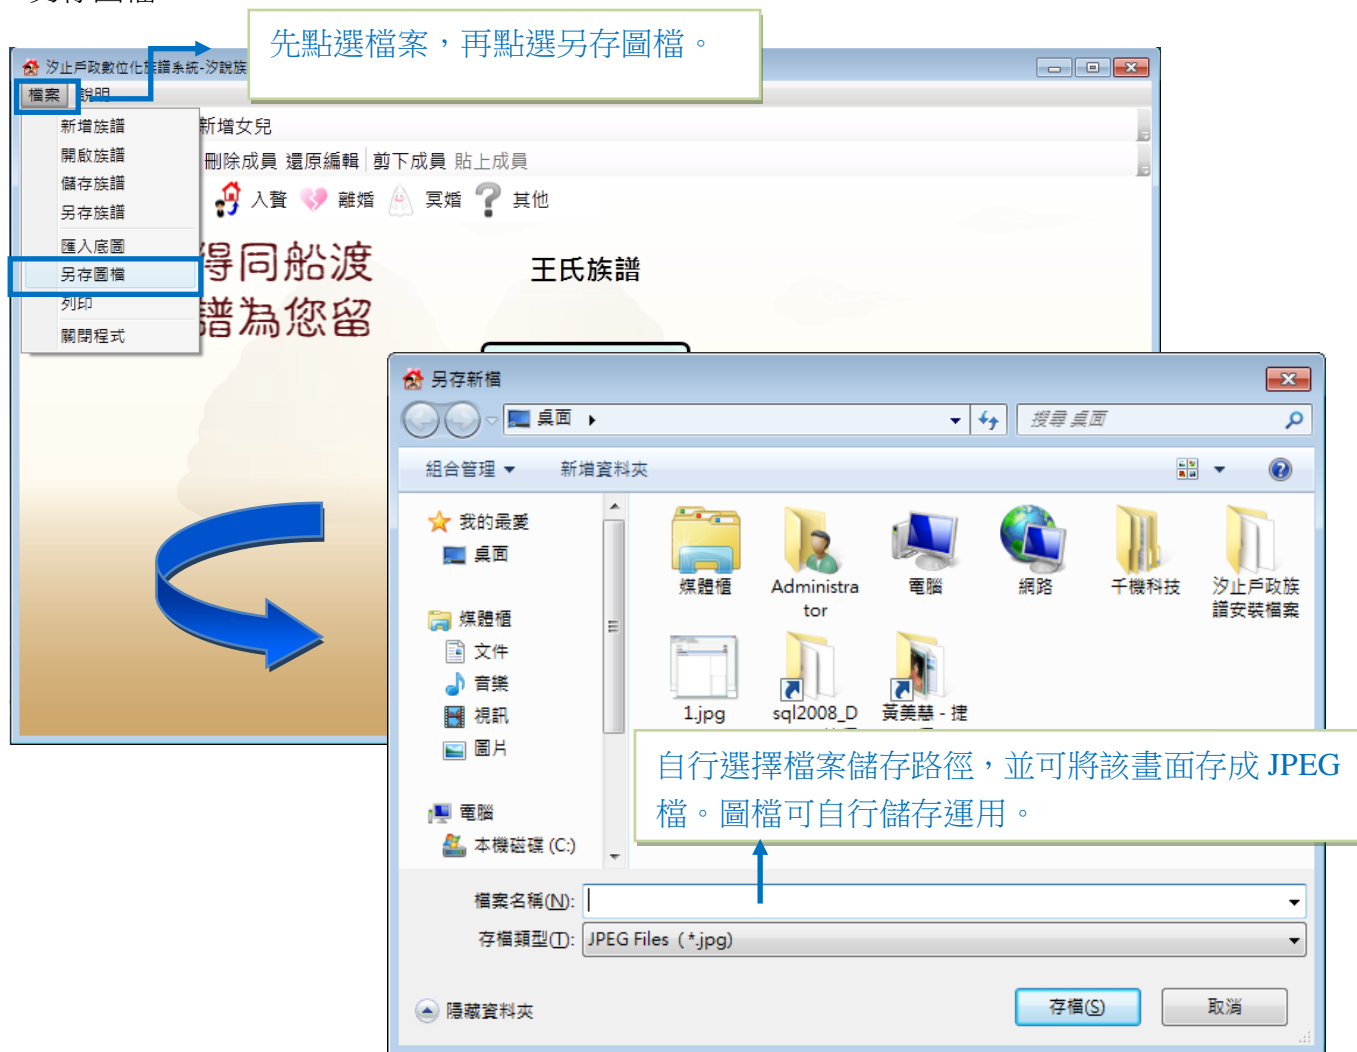 先點選檔案，再點選另存圖檔。
汐止戶政數位化族譜系統-汐說族
檔案 說明
新增族譜
開啟族譜
儲存族譜
另存族譜
匯入底圖
另存圖檔
列印
關閉程式
新增女兒
刪除成員 還原編輯 剪下成員 貼上成員
入贅 離婚 冥婚 其他
得同船渡
譜為您留
王氏族譜
另存新檔
桌面
搜尋 桌面
組合管理 新增資料夾
我的最愛
桌面
媒體櫃
文件
音樂
視訊
圖片
電腦
本機磁碟 (C:)
媒體櫃
Administra
tor
電腦
網路
千機科技
汐止戶政族
譜安裝檔案
1.jpg
sql2008_D
黃美慧 - 捷
自行選擇檔案儲存路徑，並可將該畫面存成 JPEG
檔。圖檔可自行儲存運用。
檔案名稱(N):
存檔類型(T): JPEG Files (*.jpg)
隱藏資料夾
存檔(S) 取消